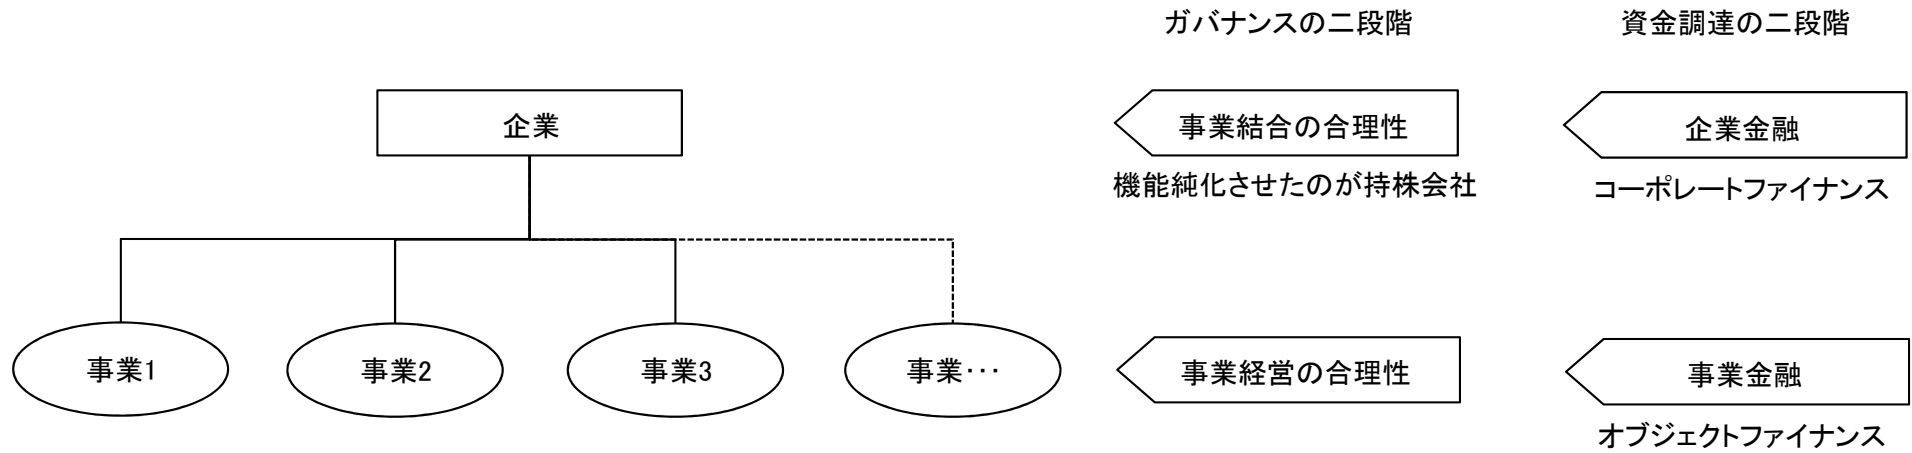 ガバナンスの二段階
資金調達の二段階
企業
事業結合の合理性
企業金融
機能純化させたのが持株会社
コーポレートファイナンス
事業1
事業2
事業3
事業･･･
事業経営の合理性
事業金融
オブジェクトファイナンス